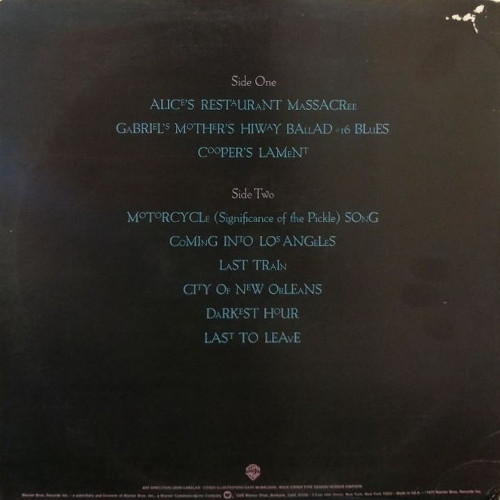 Side One
ALICE'S RESTAURANT MASSACREE
GABRIEL'S MOTHER'S HIWAY BALLAD #16 BLUES
COOPER'S LAMENT
Side Two
MOTORCYCLE (Significance of the Pickle) SONG
COMING INTO LOS ANGELES
LAST TRAIN
CITY OF NEW ORLEANS
DARKEST HOUR
LAST TO LEAVE